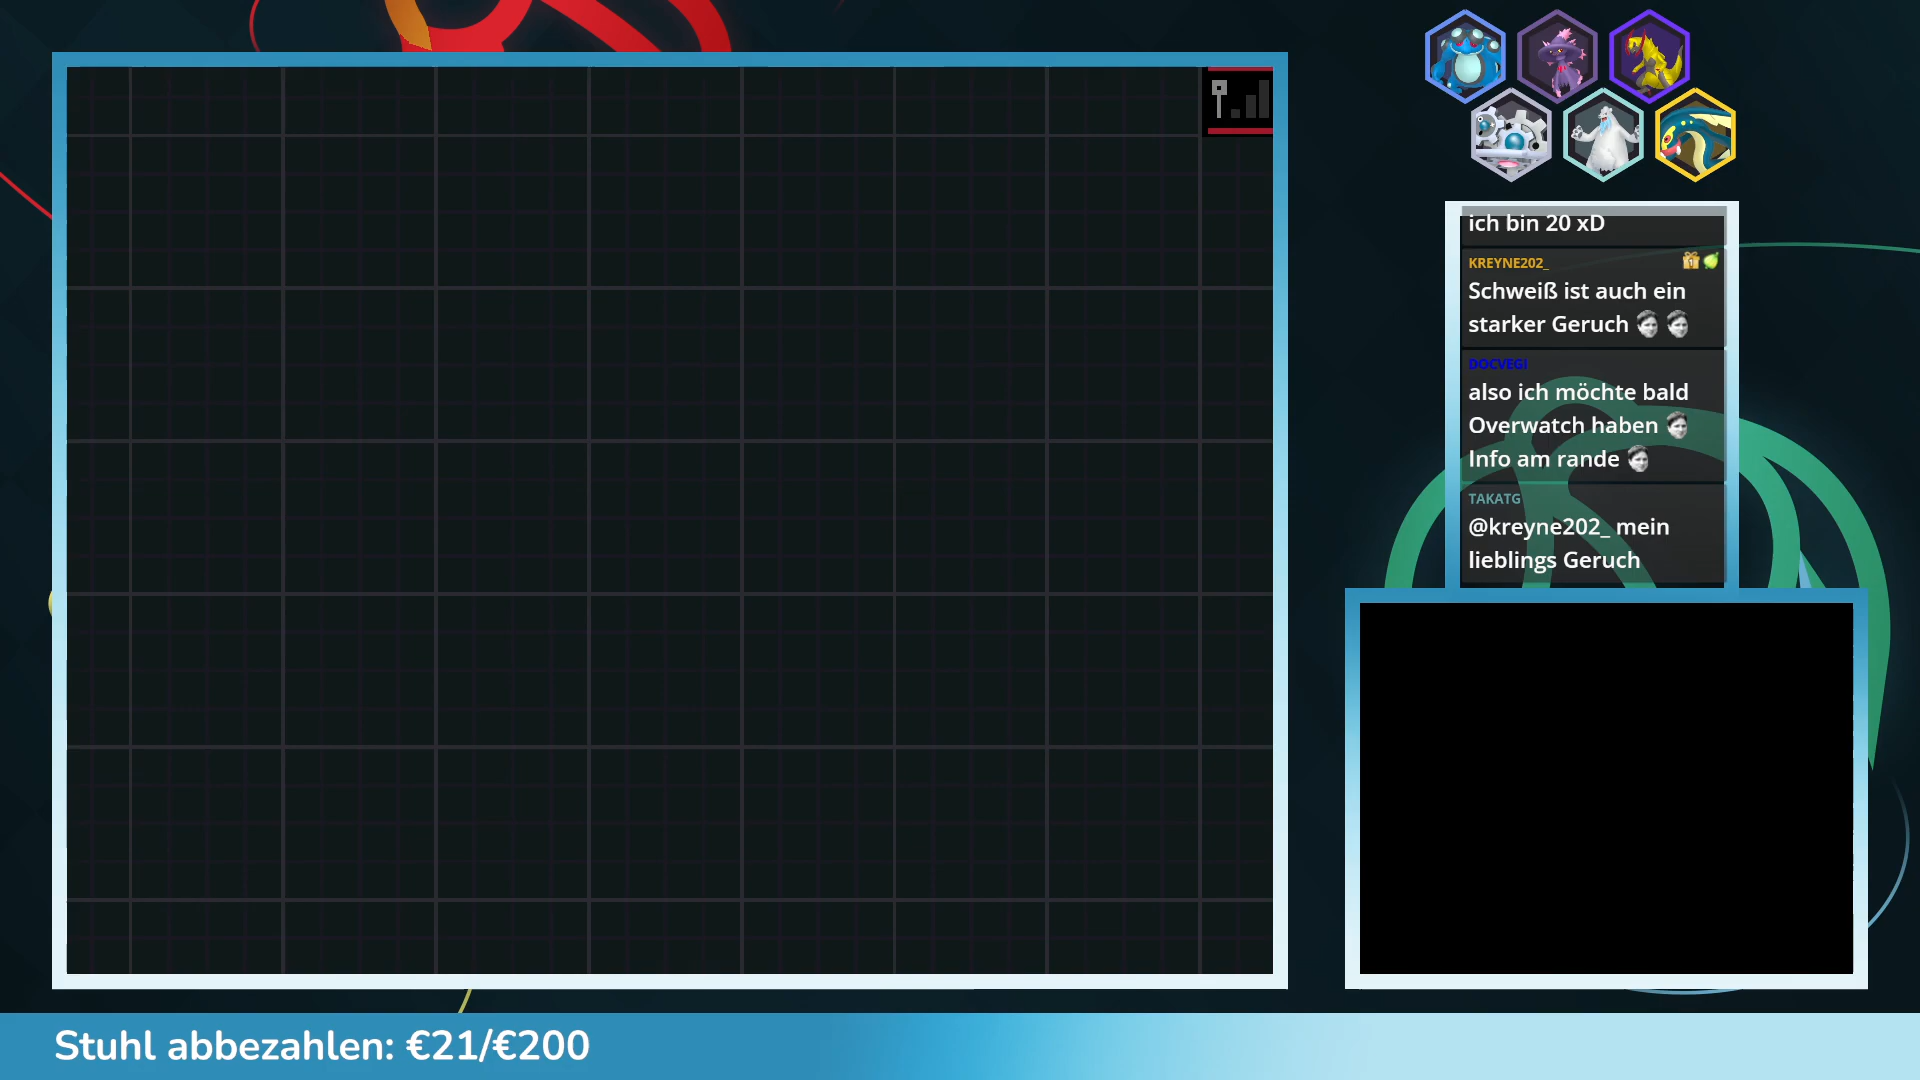 ich bin 20 xD
KREYNE202_
Schweiß ist auch ein
starker Geruch
DOCVEGI
also ich möchte bald
Overwatch haben
Info am rande
TAKATG
@kreyne202_ mein
lieblings Geruch
Stuhl abbezahlen: €21/€200